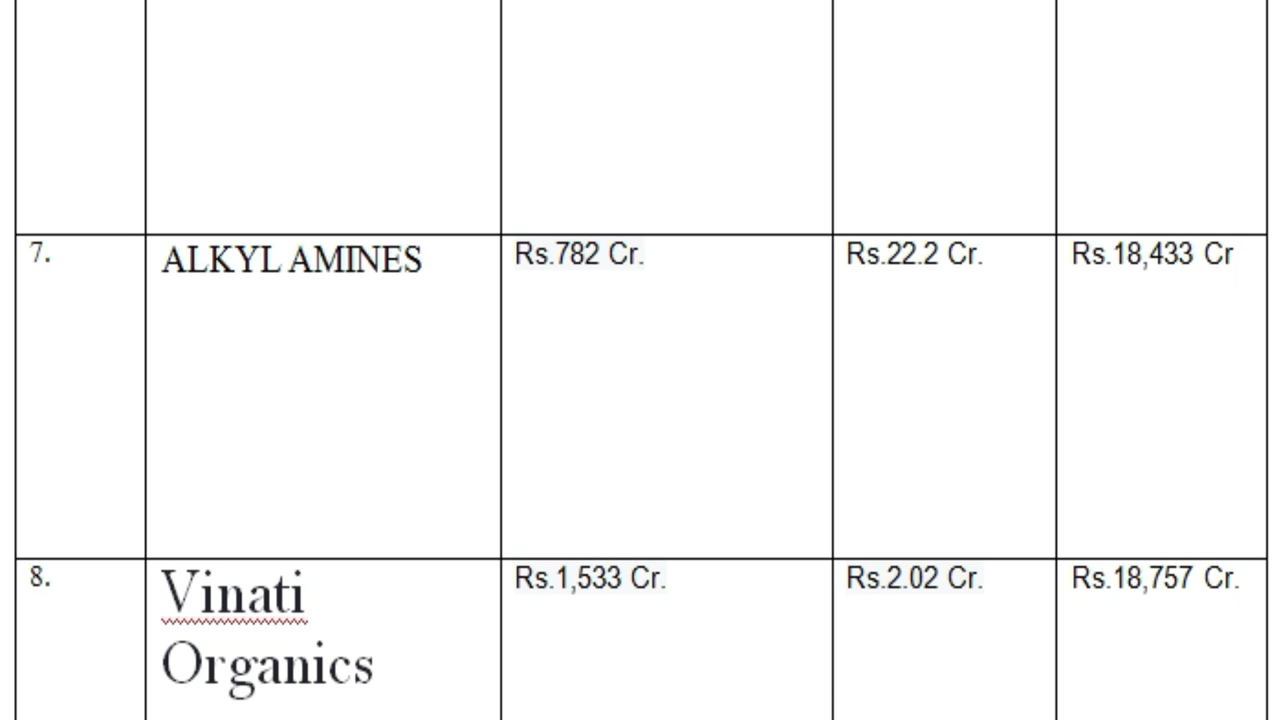 7. ALKYL AMINES Rs.782 Cr. Rs.22.2 Cr. Rs.18,433 Cr
8. Vinati Rs.1,533 Cr. Rs.2.02 Cr. Rs.18,757 Cr.
Organics